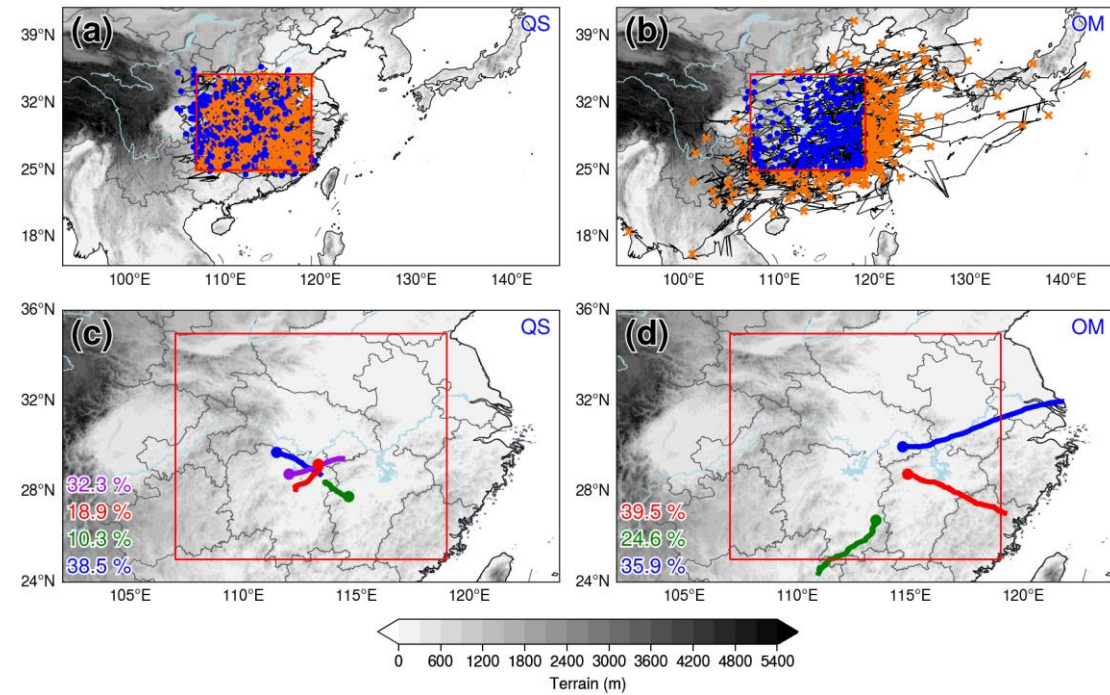 (a) QS
39°N
32°N
25°N
18°N
100°E 110°E 120°E 130°E 140°E
(b) OM
39°N
32°N
25°N
18°N
100°E 110°E 120°E 130°E 140°E
(c) QS
36°N
32°N
28°N
24°N
32.3 %
18.9 %
10.3 %
38.5 %
105°E 110°E 115°E 120°E
(d) OM
36°N
32°N
28°N
24°N
39.5 %
24.6 %
35.9 %
105°E 110°E 115°E 120°E
0 600 1200 1800 2400 3000 3600 4200 4800 5400
Terrain (m)